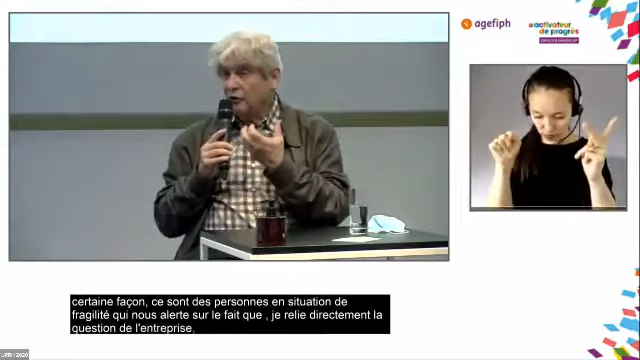 agefiph
#activateur
de progrès
certaine façon, ce sont des personnes en situation de
fragilité qui nous alerte sur le fait que , je relie directement la
question de l'entreprise